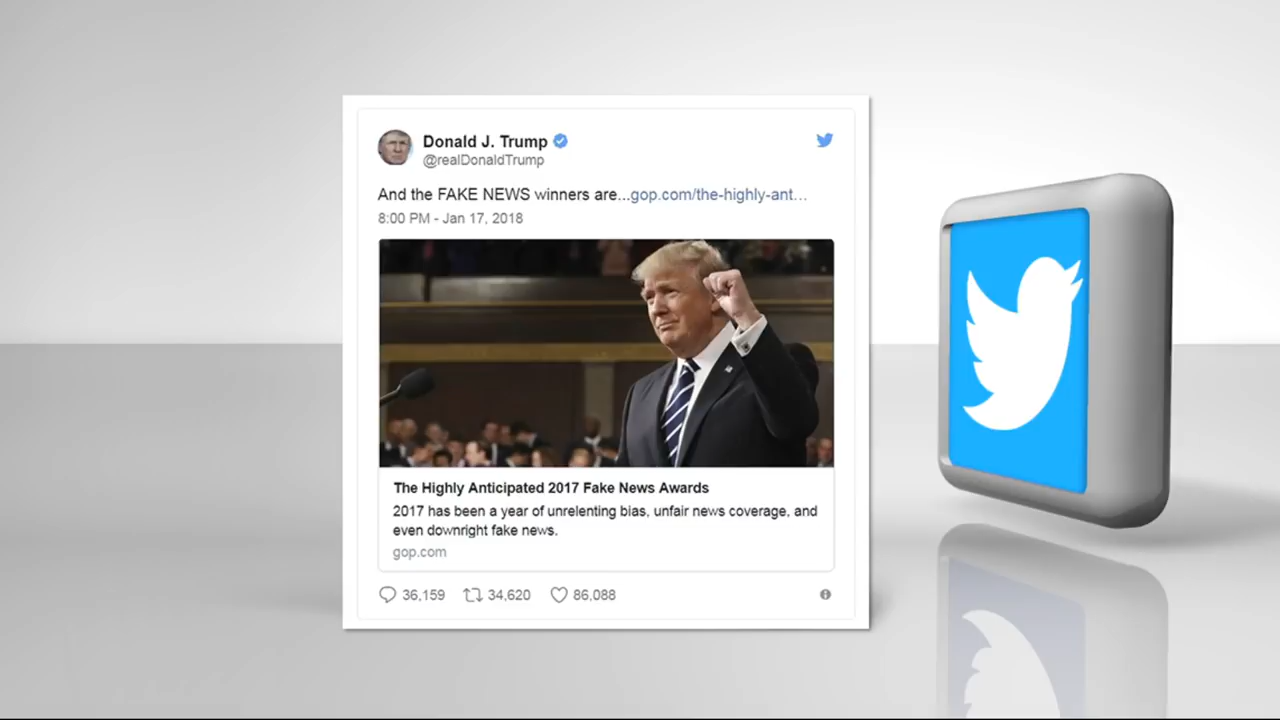 Donald J. Trump
@realDonaldTrump
And the FAKE NEWS winners are...gop.com/the-highly-ant…
8:00 PM - Jan 17, 2018
The Highly Anticipated 2017 Fake News Awards
2017 has been a year of unrelenting bias, unfair news coverage, and
even downright fake news.
gop.com
36,159 34,620 86,088